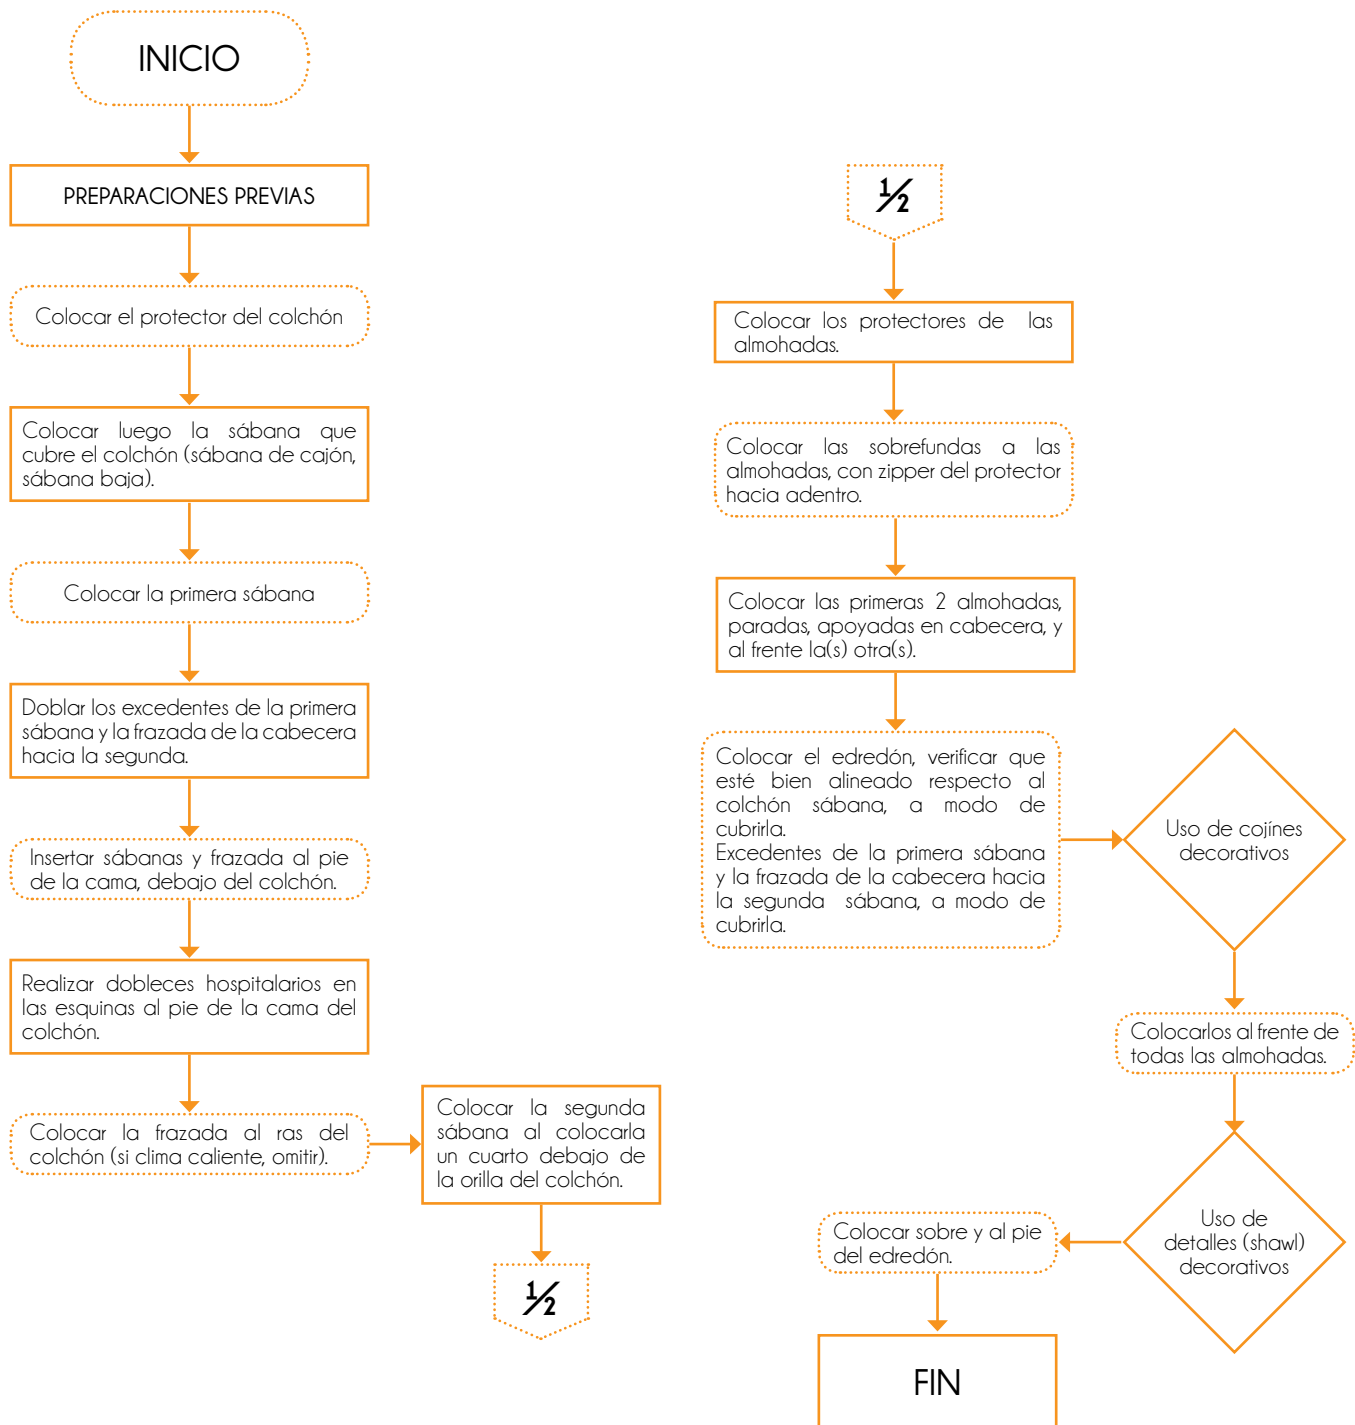 INICIO
PREPARACIONES PREVIAS
Colocar el protector del colchón
Colocar luego la sábana que
cubre el colchón (sábana de cajón,
sábana baja).
Colocar la primera sábana
Doblar los excedentes de la primera
sábana y la frazada de la cabecera
hacia la segunda.
Insertar sábanas y frazada al pie
de la cama, debajo del colchón.
Realizar dobleces hospitalarios en
las esquinas al pie de la cama del
colchón.
Colocar la frazada al ras del
colchón (si clima caliente, omitir).
Colocar la segunda
sábana al colocarla
un cuarto debajo de
la orilla del colchón.
½
½
Colocar los protectores de las
almohadas.
Colocar las sobrefundas a las
almohadas, con zipper del protector
hacia adentro.
Colocar las primeras 2 almohadas,
paradas, apoyadas en cabecera, y
al frente la(s) otra(s).
Colocar el edredón, verificar que
esté bien alineado respecto al
colchón sábana, a modo de
cubrirla.
Excedentes de la primera sábana
y la frazada de la cabecera hacia
la segunda sábana, a modo de
cubrirla.
Uso de cojínes
decorativos
Colocarlos al frente de
todas las almohadas.
Uso de
detalles (shawl)
decorativos
Colocar sobre y al pie
del edredón.
FIN